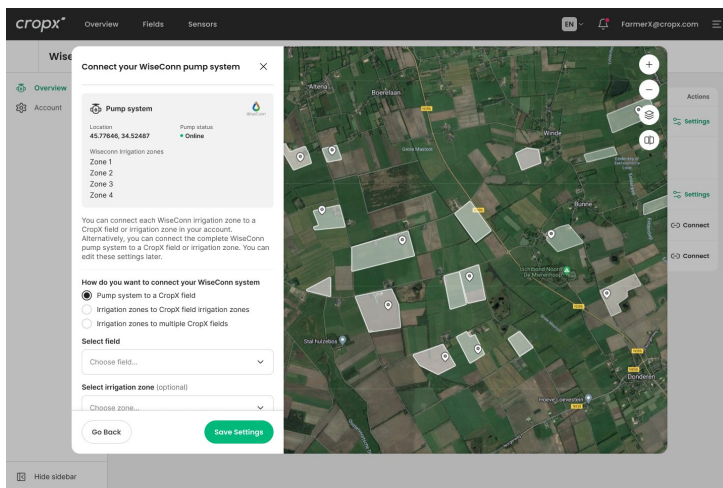 cropx
Overview
Fields
Sensors
EN
FarmerX@cropx.com
Wise
Overview
Account
Hide sidebar
Connect your WiseConn pump system
Pump system
WiseConn
Location
45.77646, 34.52487
Pump status
Online
Wiseconn Irrigation zones
Zone 1
Zone 2
Zone 3
Zone 4
You can connect each WiseConn irrigation zone to a
CropX field or irrigation zone in your account.
Alternatively, you can connect the complete WiseConn
pump system to a CropX field or irrigation zone. You can
edit these settings later.
How do you want to connect your WiseConn system
Pump system to a CropX field
Irrigation zones to CropX field irrigation zones
Irrigation zones to multiple CropX fields
Select field
Choose field...
Select irrigation zone (optional)
Choose zone...
Go Back
Save Settings
Altena
Boerelaan
Winde
Bunne
Stal huizebos
Donderen
Hoeve Loevestein
Actions
Settings
Settings
Connect
Connect